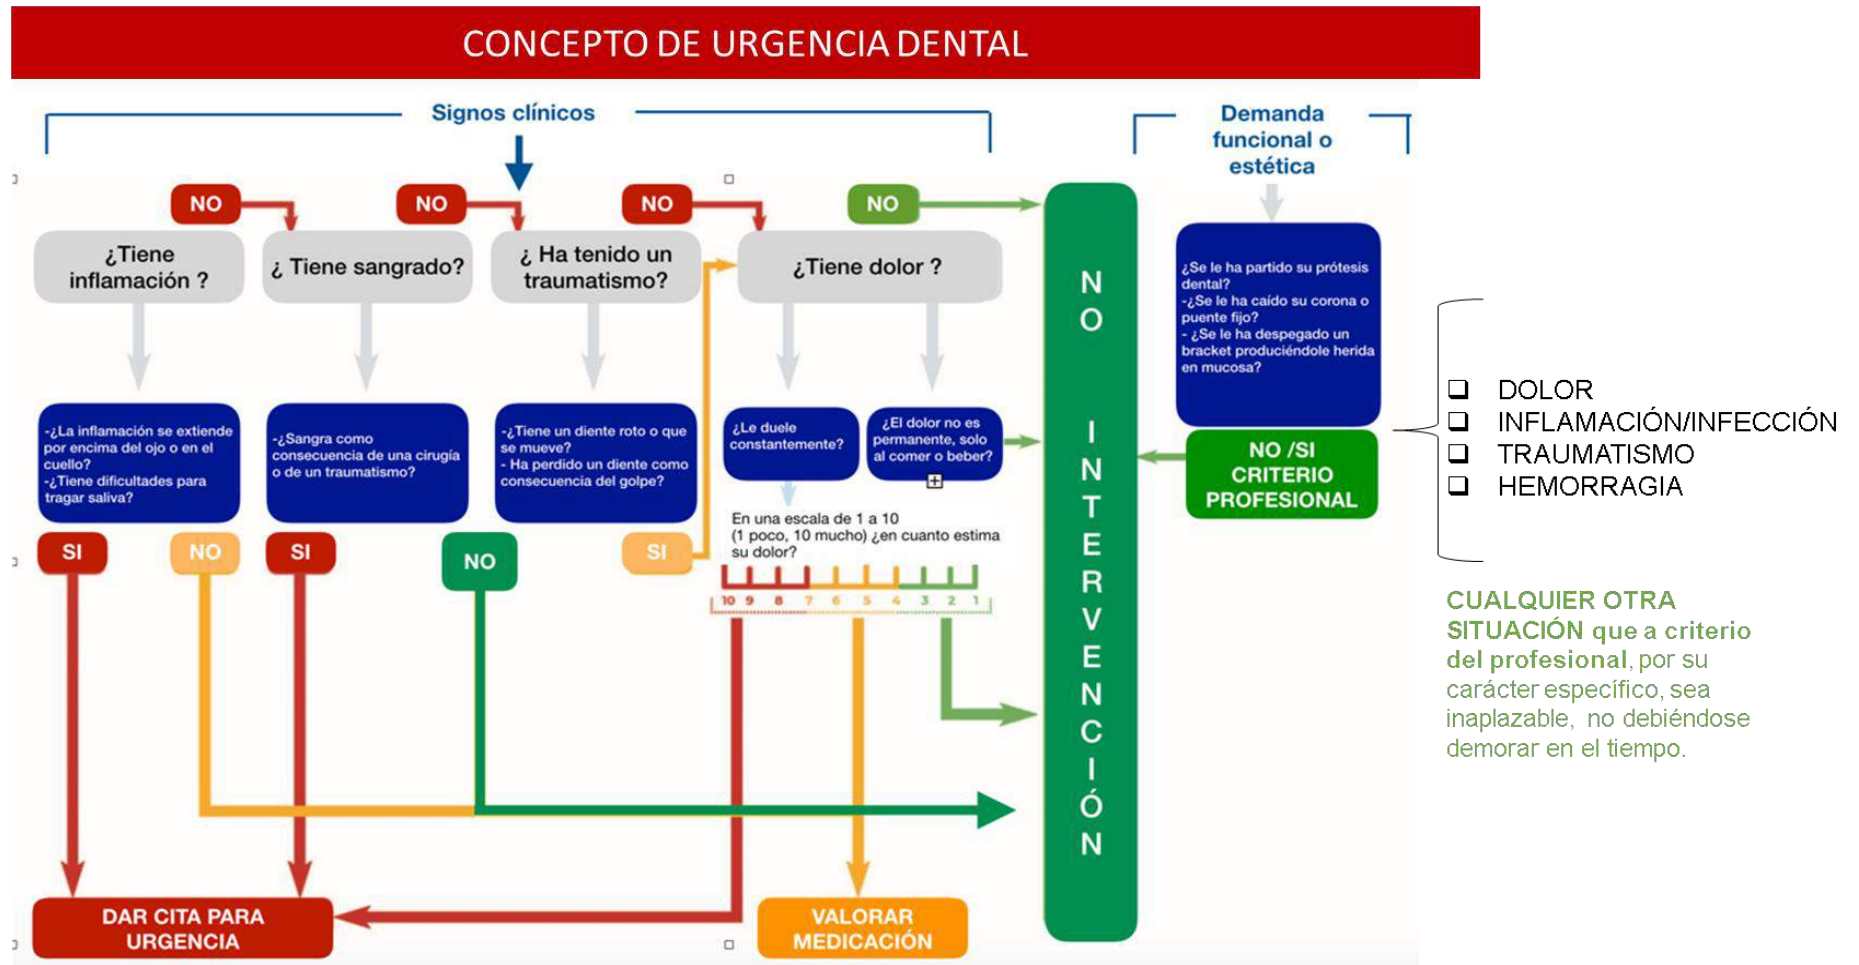 CONCEPTO DE URGENCIA DENTAL
Signos clínicos
Demanda
funcional o
estética
NO
NO
NO
NO
¿Tiene
inflamación ?
¿ Tiene sangrado?
¿ Ha tenido un
traumatismo?
¿Tiene dolor ?
-¿La inflamación se extiende
por encima del ojo o en el
cuello?
-¿Tiene dificultades para
tragar saliva?
-¿Sangra como
consecuencia de una cirugía
o de un traumatismo?
-¿Tiene un diente roto o que
se mueve?
- Ha perdido un diente como
consecuencia del golpe?
¿Le duele
constantemente?
¿El dolor no es
permanente, solo
al comer o beber?
SI
NO
SI
NO
SI
En una escala de 1 a 10
(1 poco, 10 mucho) ¿en cuanto estima
su dolor?
10 9 8 7 6 5 4 3 2 1
DAR CITA PARA
URGENCIA
VALORAR
MEDICACIÓN
N
O
I
N
T
E
R
V
E
N
C
I
Ó
N
¿Se le ha partido su prótesis
dental?
-¿Se le ha caído su corona o
puente fijo?
- ¿Se le ha despegado un
bracket produciéndole herida
en mucosa?
NO /SI
CRITERIO
PROFESIONAL
DOLOR
INFLAMACIÓN/INFECCIÓN
TRAUMATISMO
HEMORRAGIA
CUALQUIER OTRA
SITUACIÓN que a criterio
del profesional, por su
carácter específico, sea
inaplazable, no debiéndose
demorar en el tiempo.